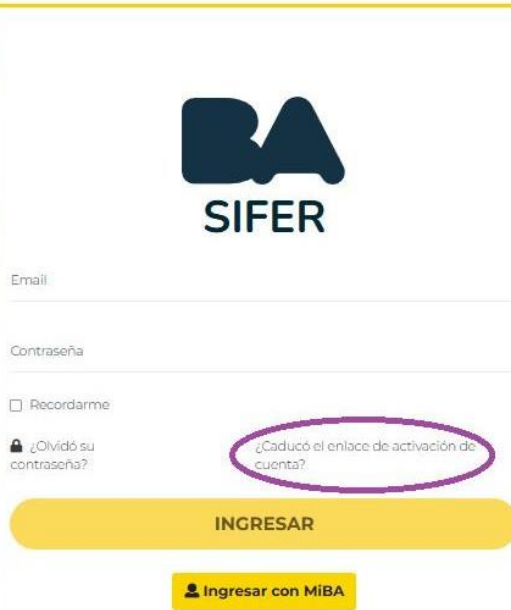 BA
SIFER
Email
Contraseña
Recordarme
¿Olvidó su
contraseña?
¿Caducó el enlace de activación de
cuenta?
INGRESAR
Ingresar con MiBA